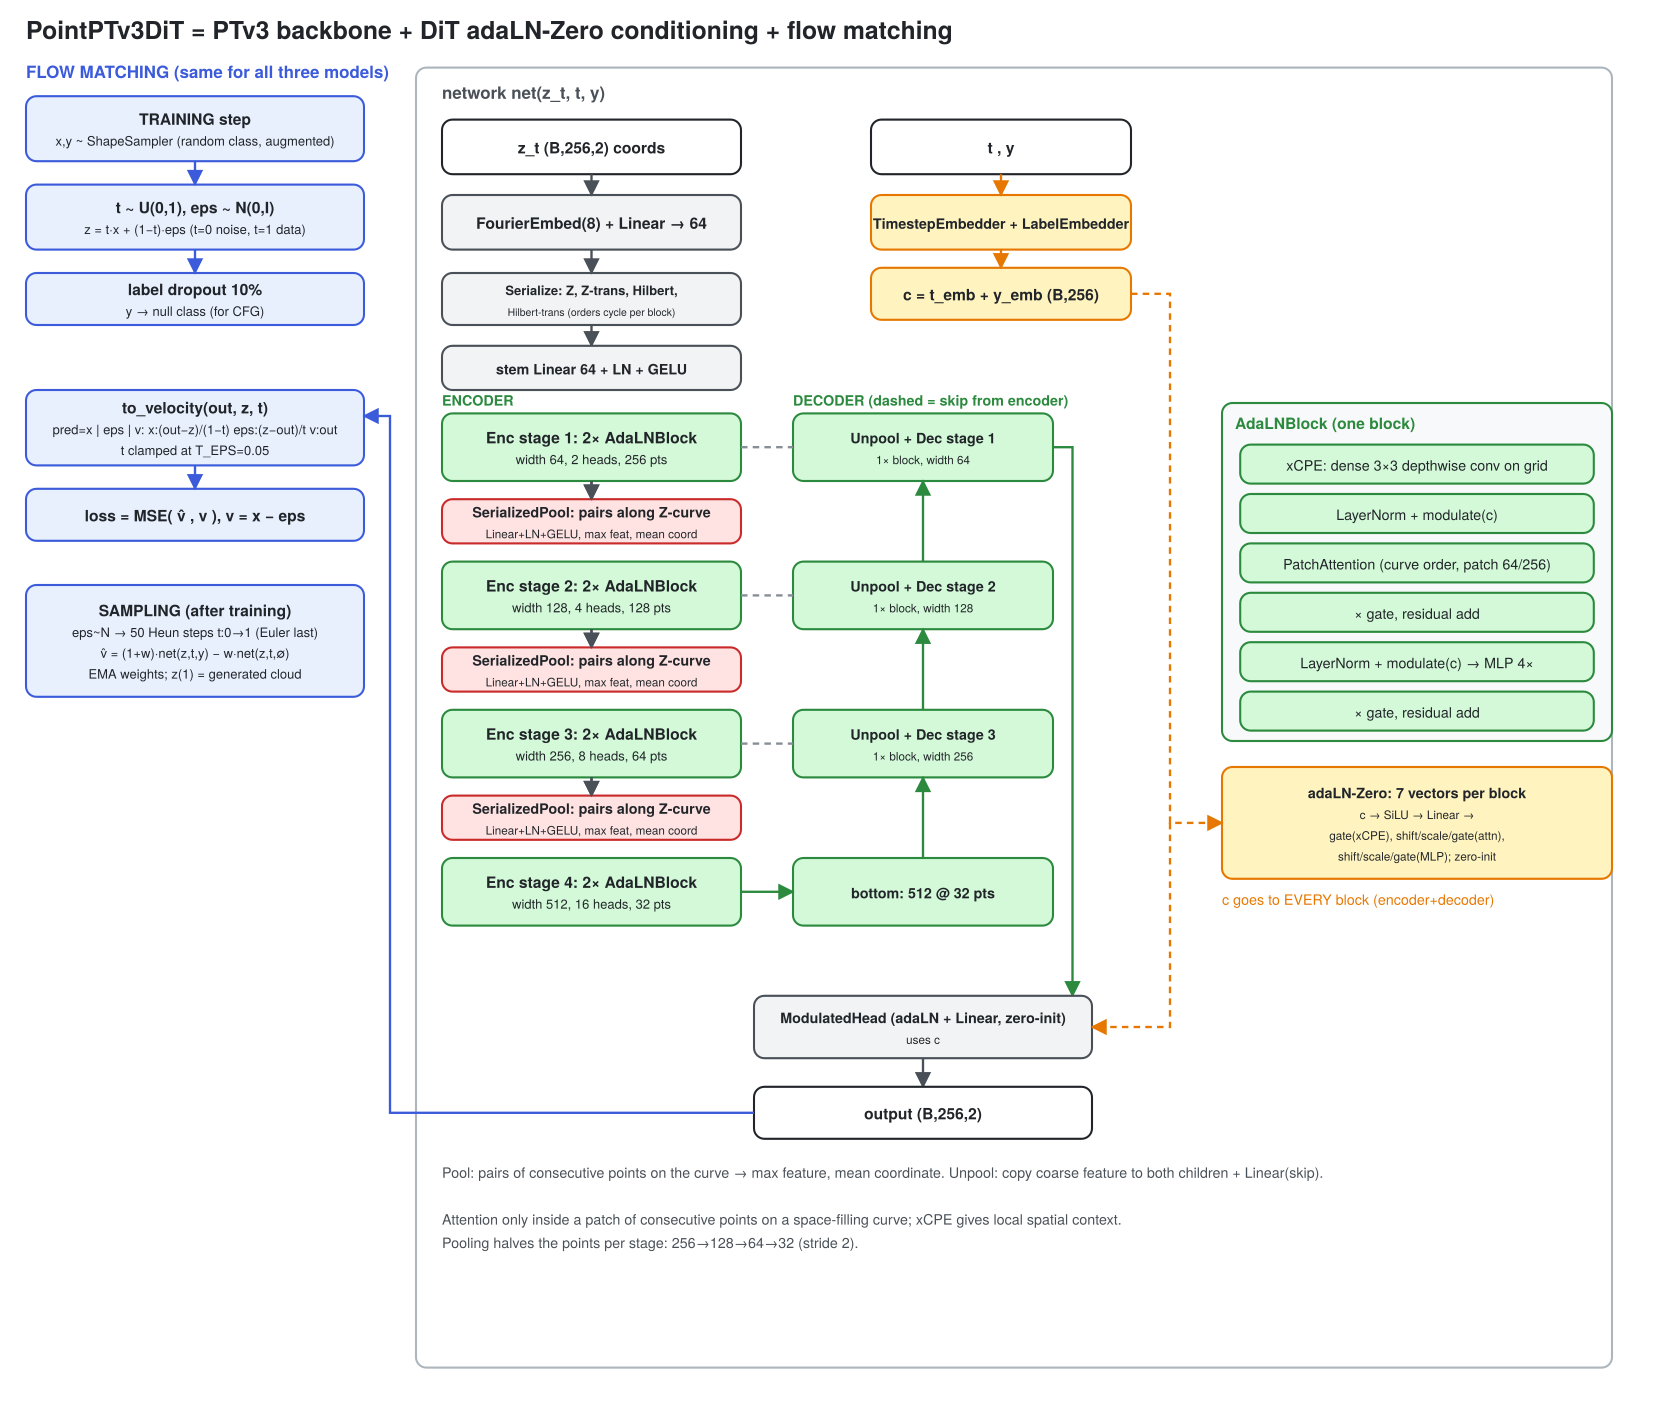 PointPTv3DiT = PTv3 backbone + DiT adaLN-Zero conditioning + flow matching
FLOW MATCHING (same for all three models)
TRAINING step
x,y ~ ShapeSampler (random class, augmented)
t ~ U(0,1), eps ~ N(0,I)
z = t·x + (1−t)·eps (t=0 noise, t=1 data)
label dropout 10%
y → null class (for CFG)
to_velocity(out, z, t)
pred=x | eps | v: x:(out−z)/(1−t) eps:(z−out)/t v:out
t clamped at T_EPS=0.05
loss = MSE( v̂ , v ), v = x − eps
SAMPLING (after training)
eps~N → 50 Heun steps t:0→1 (Euler last)
v̂ = (1+w)·net(z,t,y) − w·net(z,t,∅)
EMA weights; z(1) = generated cloud
network net(z_t, t, y)
z_t (B,256,2) coords
FourierEmbed(8) + Linear → 64
Serialize: Z, Z-trans, Hilbert,
Hilbert-trans (orders cycle per block)
stem Linear 64 + LN + GELU
t , y
TimestepEmbedder + LabelEmbedder
c = t_emb + y_emb (B,256)
ENCODER
Enc stage 1: 2× AdaLNBlock
width 64, 2 heads, 256 pts
SerializedPool: pairs along Z-curve
Linear+LN+GELU, max feat, mean coord
Enc stage 2: 2× AdaLNBlock
width 128, 4 heads, 128 pts
SerializedPool: pairs along Z-curve
Linear+LN+GELU, max feat, mean coord
Enc stage 3: 2× AdaLNBlock
width 256, 8 heads, 64 pts
SerializedPool: pairs along Z-curve
Linear+LN+GELU, max feat, mean coord
Enc stage 4: 2× AdaLNBlock
width 512, 16 heads, 32 pts
DECODER (dashed = skip from encoder)
Unpool + Dec stage 1
1× block, width 64
Unpool + Dec stage 2
1× block, width 128
Unpool + Dec stage 3
1× block, width 256
bottom: 512 @ 32 pts
AdaLNBlock (one block)
xCPE: dense 3×3 depthwise conv on grid
LayerNorm + modulate(c)
PatchAttention (curve order, patch 64/256)
× gate, residual add
LayerNorm + modulate(c) → MLP 4×
× gate, residual add
adaLN-Zero: 7 vectors per block
c → SiLU → Linear →
gate(xCPE), shift/scale/gate(attn),
shift/scale/gate(MLP); zero-init
c goes to EVERY block (encoder+decoder)
ModulatedHead (adaLN + Linear, zero-init)
uses c
output (B,256,2)
Pool: pairs of consecutive points on the curve → max feature, mean coordinate. Unpool: copy coarse feature to both children + Linear(skip).
Attention only inside a patch of consecutive points on a space-filling curve; xCPE gives local spatial context.
Pooling halves the points per stage: 256→128→64→32 (stride 2).